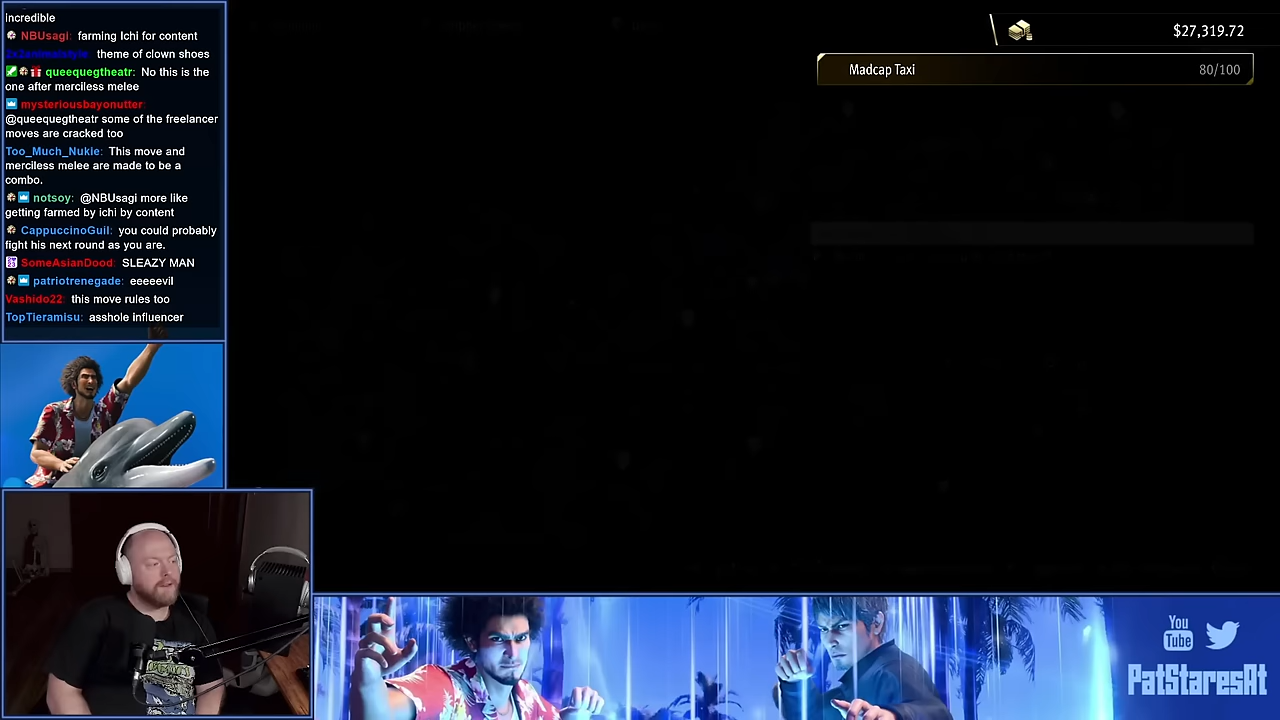 Incredible
NBUsagi: farming Ichi for content
theme of clown shoes
queequegtheatr: No this is the
one after merciless melee
mysteriousbayonutter:
@queequegtheatr some of the freelancer
moves are cracked too
Too_Much_Nukie: This move and
merciless melee are made to be a
combo.
notsoy: @NBUsagi more like
getting farmed by ichi by content
CappuccinoGuil: you could probably
fight his next round as you are.
SomeAsianDood: SLEAZY MAN
patriotrenegade: eeeeevil
Vashido22: this move rules too
TopTieramisu: asshole influencer
$27,319.72
Madcap Taxi 80/100
You
Tube
PatStaresAt